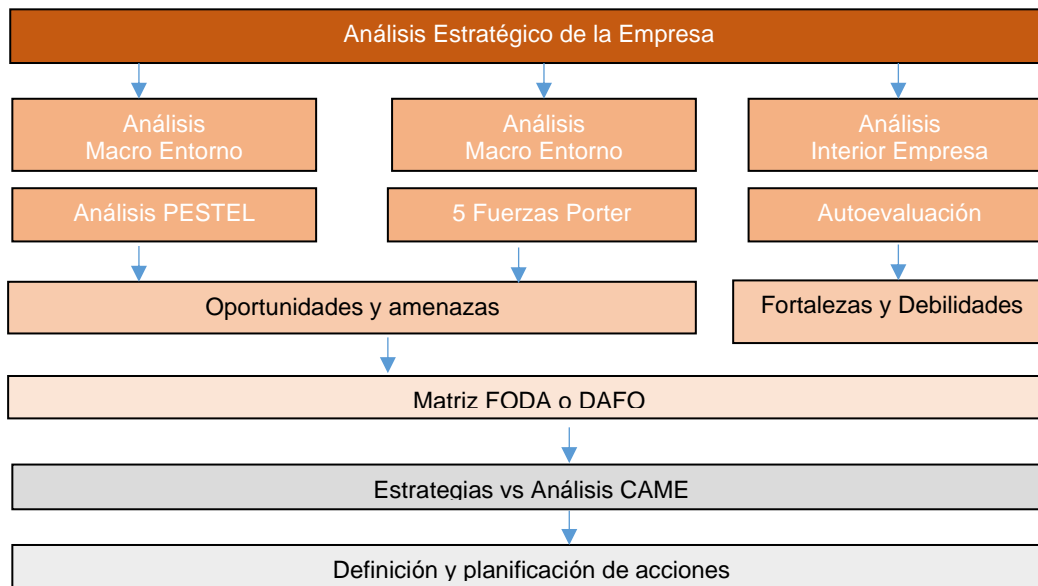 Análisis Estratégico de la Empresa
Análisis
Macro Entorno
Análisis
Macro Entorno
Análisis
Interior Empresa
Análisis PESTEL
5 Fuerzas Porter
Autoevaluación
Oportunidades y amenazas
Fortalezas y Debilidades
Matriz FODA o DAFO
Estrategias vs Análisis CAME
Definición y planificación de acciones